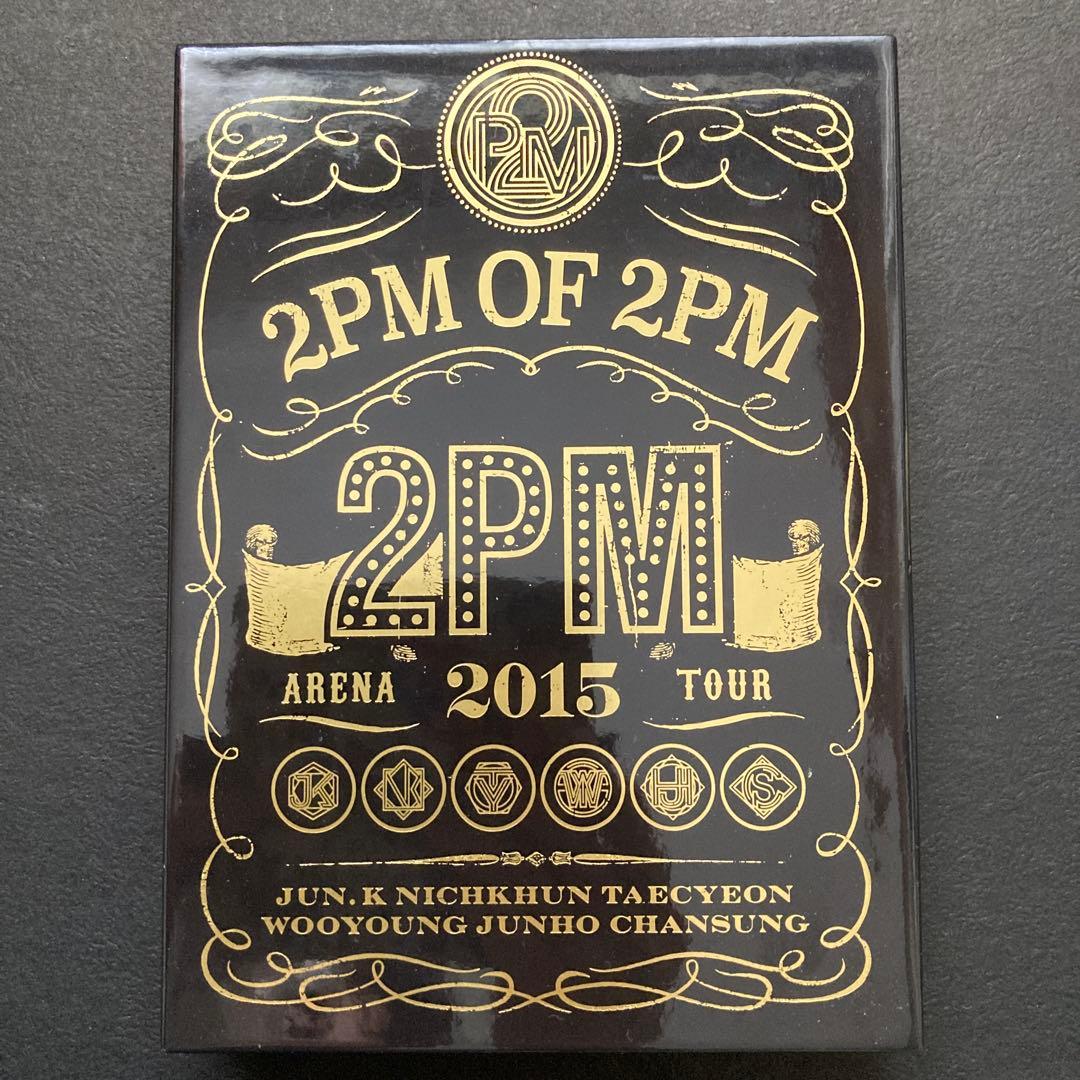 2PM
2PM OF 2PM
2PM
ARENA 2015 TOUR
JK N TY WY JH CS
JUN. K NICHKHUN TAECYEON
WOOYOUNG JUNHO CHANSUNG